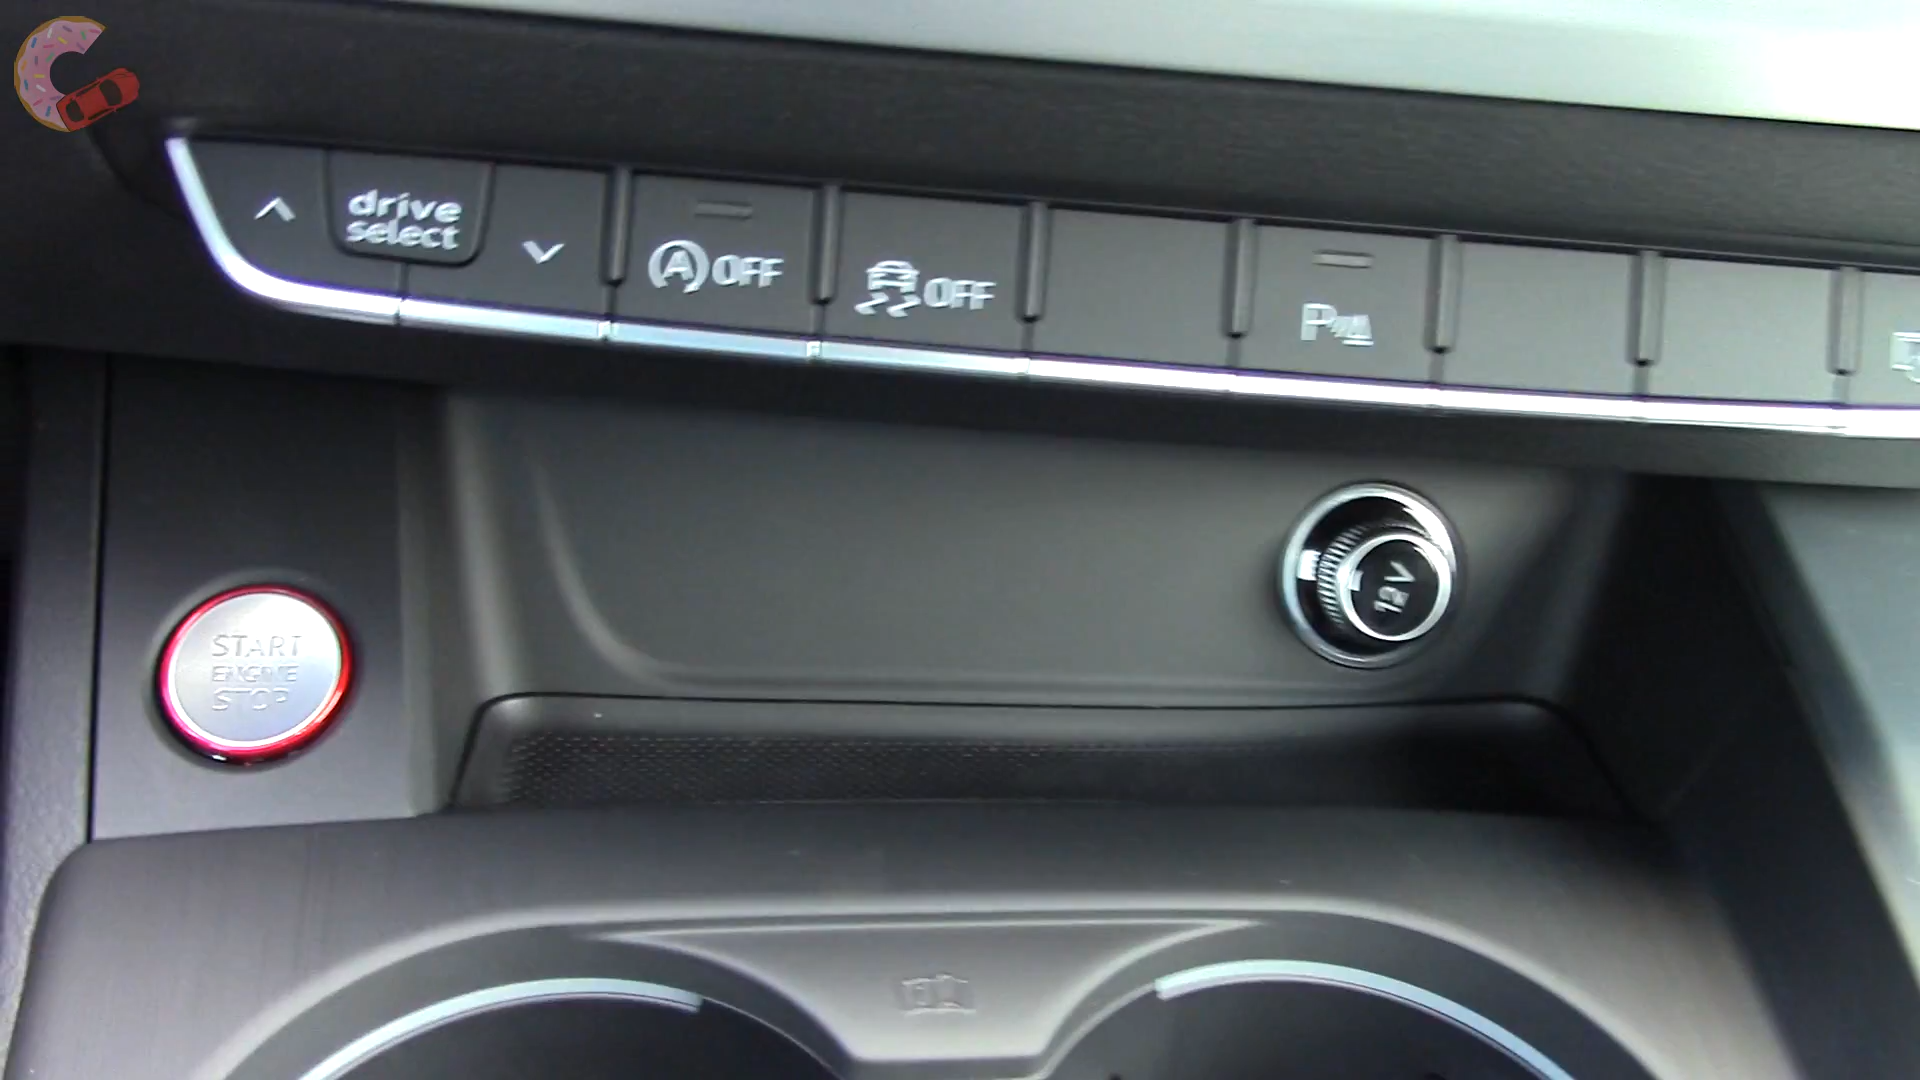 drive
select
A OFF
OFF
P
12V
START
ENGINE
STOP